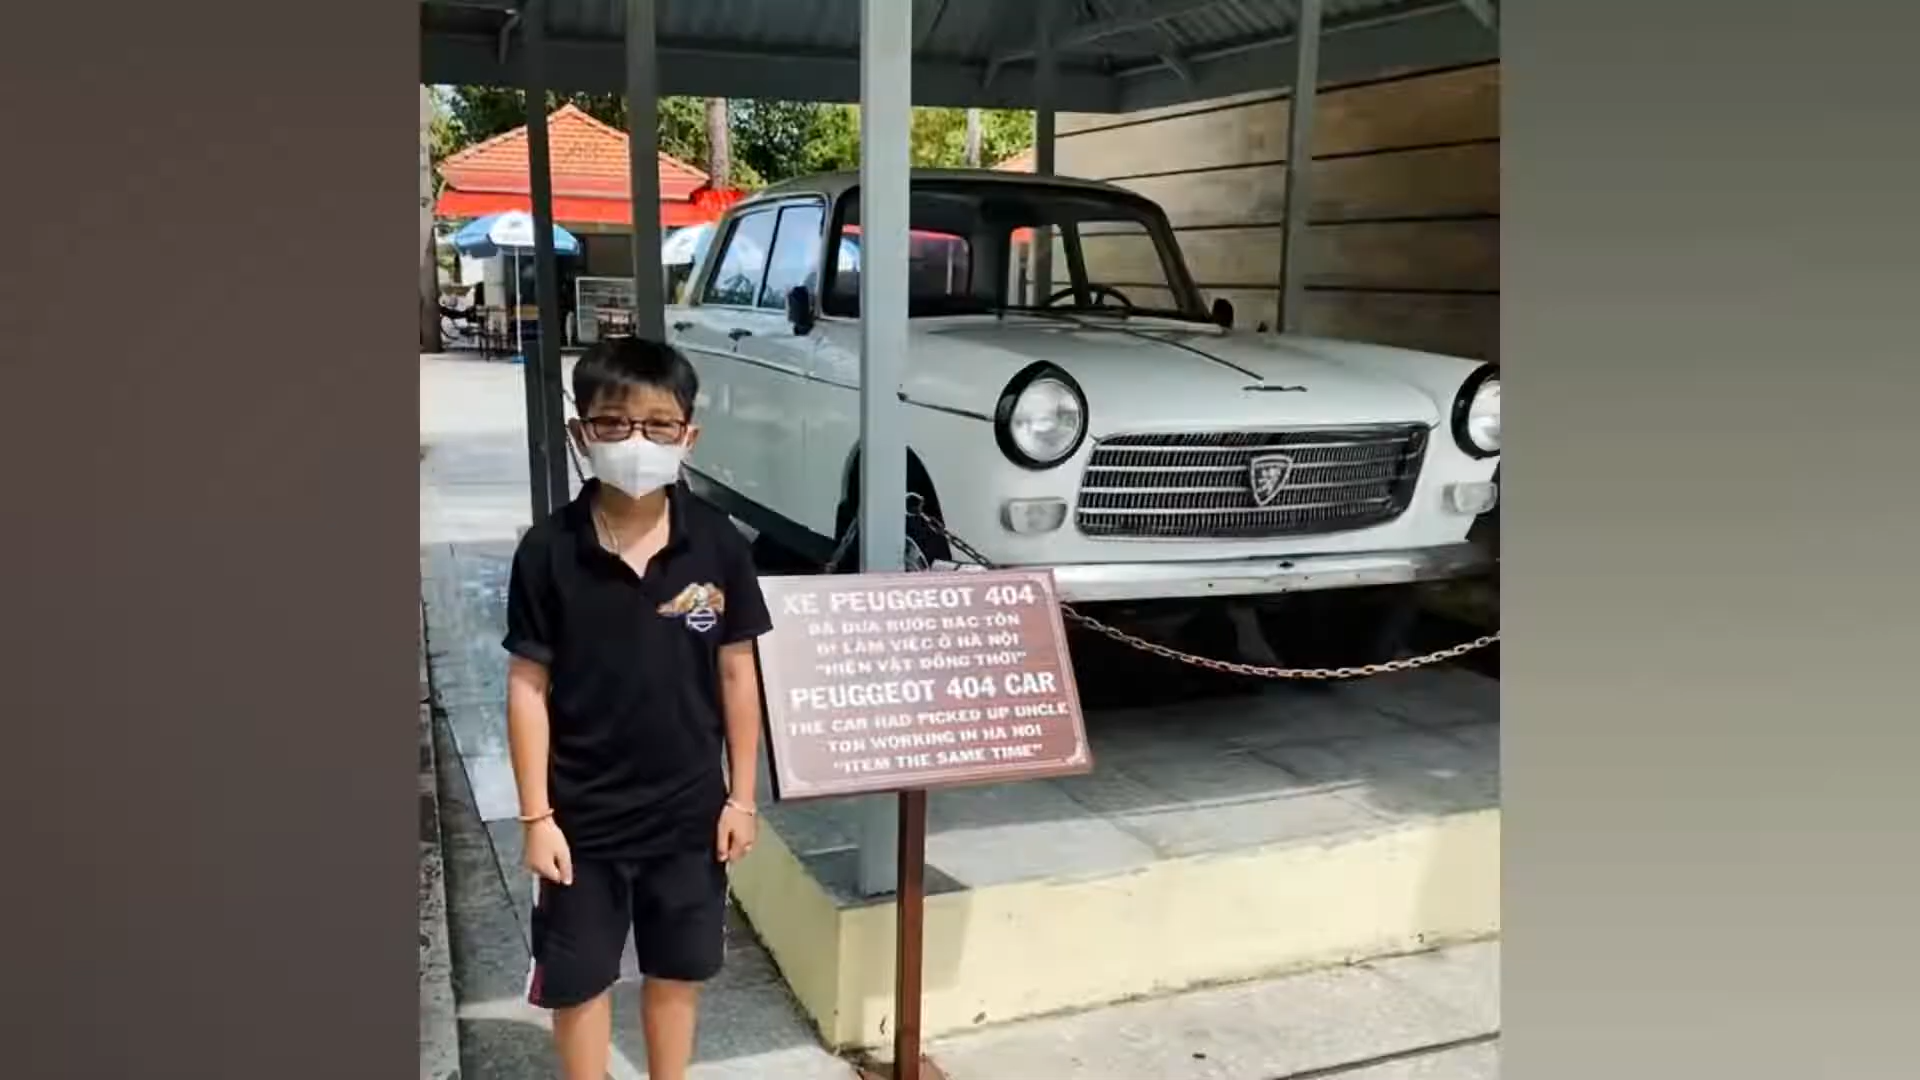 XE PEUGGEOT 404
ĐÃ ĐƯA RƯỚC BÁC TÔN
ĐI LÀM VIỆC Ở HÀ NỘI
"HIỆN VẬT ĐỒNG THỜI"
PEUGGEOT 404 CAR
THE CAR HAD PICKED UP UNCLE
TON WORKING IN HA NOI
"ITEM THE SAME TIME"